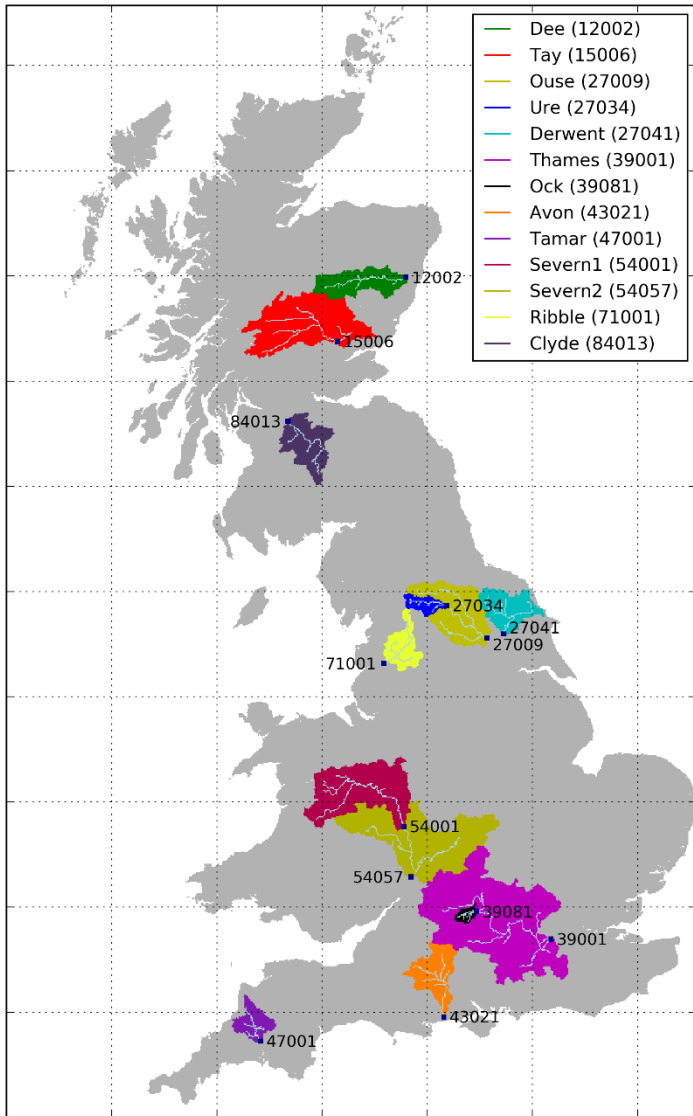 Dee (12002)
Tay (15006)
Ouse (27009)
Ure (27034)
Derwent (27041)
Thames (39001)
Ock (39081)
Avon (43021)
Tamar (47001)
Severn1 (54001)
Severn2 (54057)
Ribble (71001)
Clyde (84013)
12002
15006
84013
27034
27041
27009
71001
54001
54057
39081
39001
43021
47001